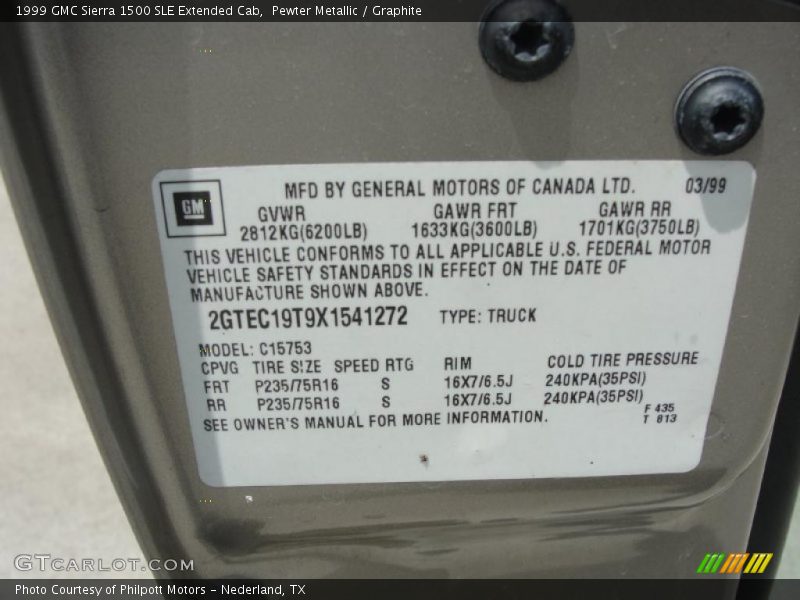 1999 GMC Sierra 1500 SLE Extended Cab, Pewter Metallic / Graphite
GM
MFD BY GENERAL MOTORS OF CANADA LTD. 03/99
GVWR GAWR FRT GAWR RR
2812KG(6200LB) 1633KG(3600LB) 1701KG(3750LB)
THIS VEHICLE CONFORMS TO ALL APPLICABLE U.S. FEDERAL MOTOR
VEHICLE SAFETY STANDARDS IN EFFECT ON THE DATE OF
MANUFACTURE SHOWN ABOVE.
2GTEC19T9X1541272 TYPE: TRUCK
MODEL: C15753
CPVG TIRE SIZE SPEED RTG RIM COLD TIRE PRESSURE
FRT P235/75R16 S 16X7/6.5J 240KPA(35PSI)
RR P235/75R16 S 16X7/6.5J 240KPA(35PSI)
SEE OWNER'S MANUAL FOR MORE INFORMATION.
F 435
T 813
GTcarlot.com
Photo Courtesy of Philpott Motors - Nederland, TX